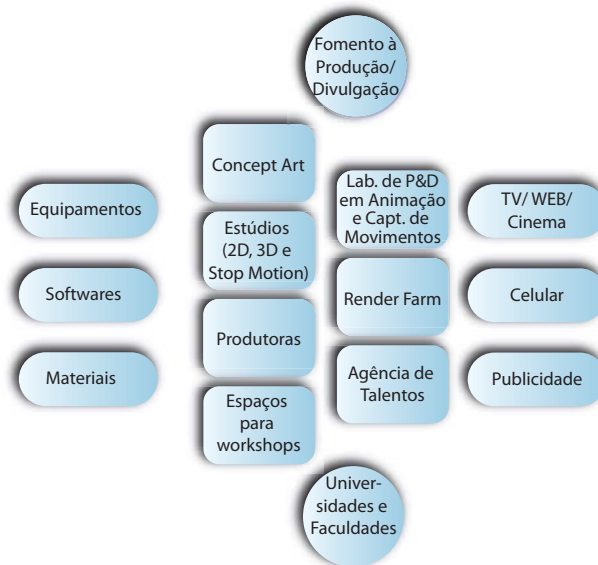 Fomento à
Produção/
Divulgação
Concept Art
Lab. de P&D
em Animação
e Capt. de
Movimentos
Equipamentos
TV/ WEB/
Cinema
Estúdios
(2D, 3D e
Stop Motion)
Softwares
Render Farm
Celular
Produtoras
Materiais
Agência de
Talentos
Publicidade
Espaços
para
workshops
Univer-
sidades e
Faculdades